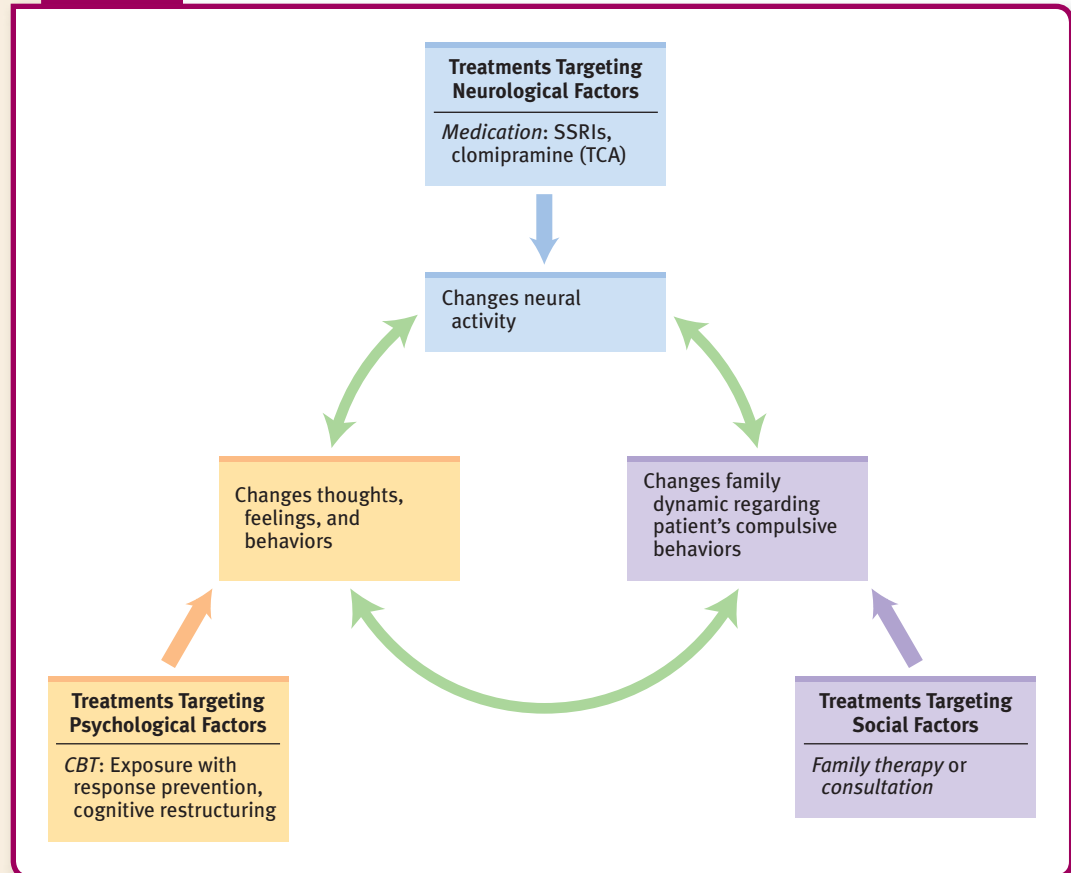 Treatments Targeting
Neurological Factors
Medication: SSRIs,
clomipramine (TCA)
Changes neural
activity
Changes thoughts,
feelings, and
behaviors
Changes family
dynamic regarding
patient's compulsive
behaviors
Treatments Targeting
Psychological Factors
CBT: Exposure with
response prevention,
cognitive restructuring
Treatments Targeting
Social Factors
Family therapy or
consultation